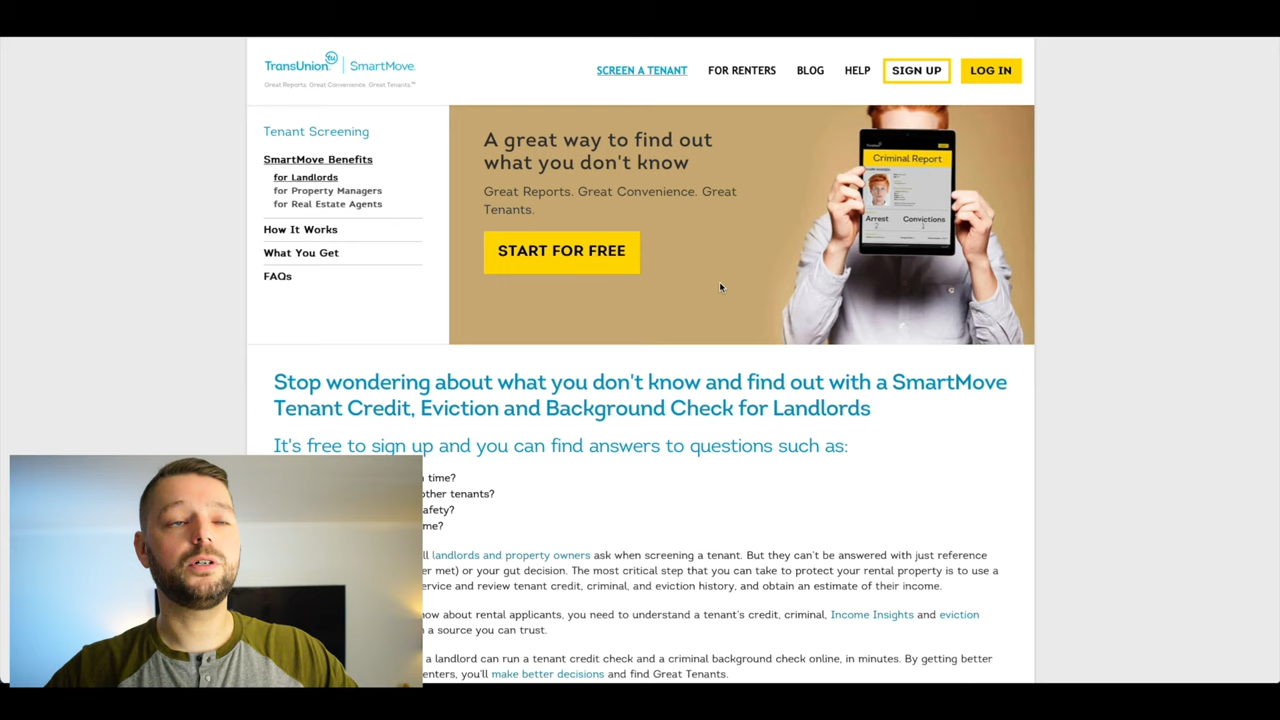 TransUnion tu SmartMove
Great Reports. Great Convenience. Great Tenants.™
SCREEN A TENANT
FOR RENTERS
BLOG
HELP
SIGN UP
LOG IN
Tenant Screening
SmartMove Benefits
for Landlords
for Property Managers
for Real Estate Agents
How It Works
What You Get
FAQs
A great way to find out
what you don't know
Great Reports. Great Convenience. Great
Tenants.
START FOR FREE
Criminal Report
Arrest
2
Convictions
1
Stop wondering about what you don't know and find out with a SmartMove
Tenant Credit, Eviction and Background Check for Landlords
It's free to sign up and you can find answers to questions such as:
time?
other tenants?
ll landlords and property owners ask when screening a tenant. But they can't be answered with just reference
er met) or your gut decision. The most critical step that you can take to protect your rental property is to use a
ervice and review tenant credit, criminal, and eviction history, and obtain an estimate of their income.
now about rental applicants, you need to understand a tenant's credit, criminal, Income Insights and eviction
a source you can trust.
a landlord can run a tenant credit check and a criminal background check online, in minutes. By getting better
enters, you'll make better decisions and find Great Tenants.